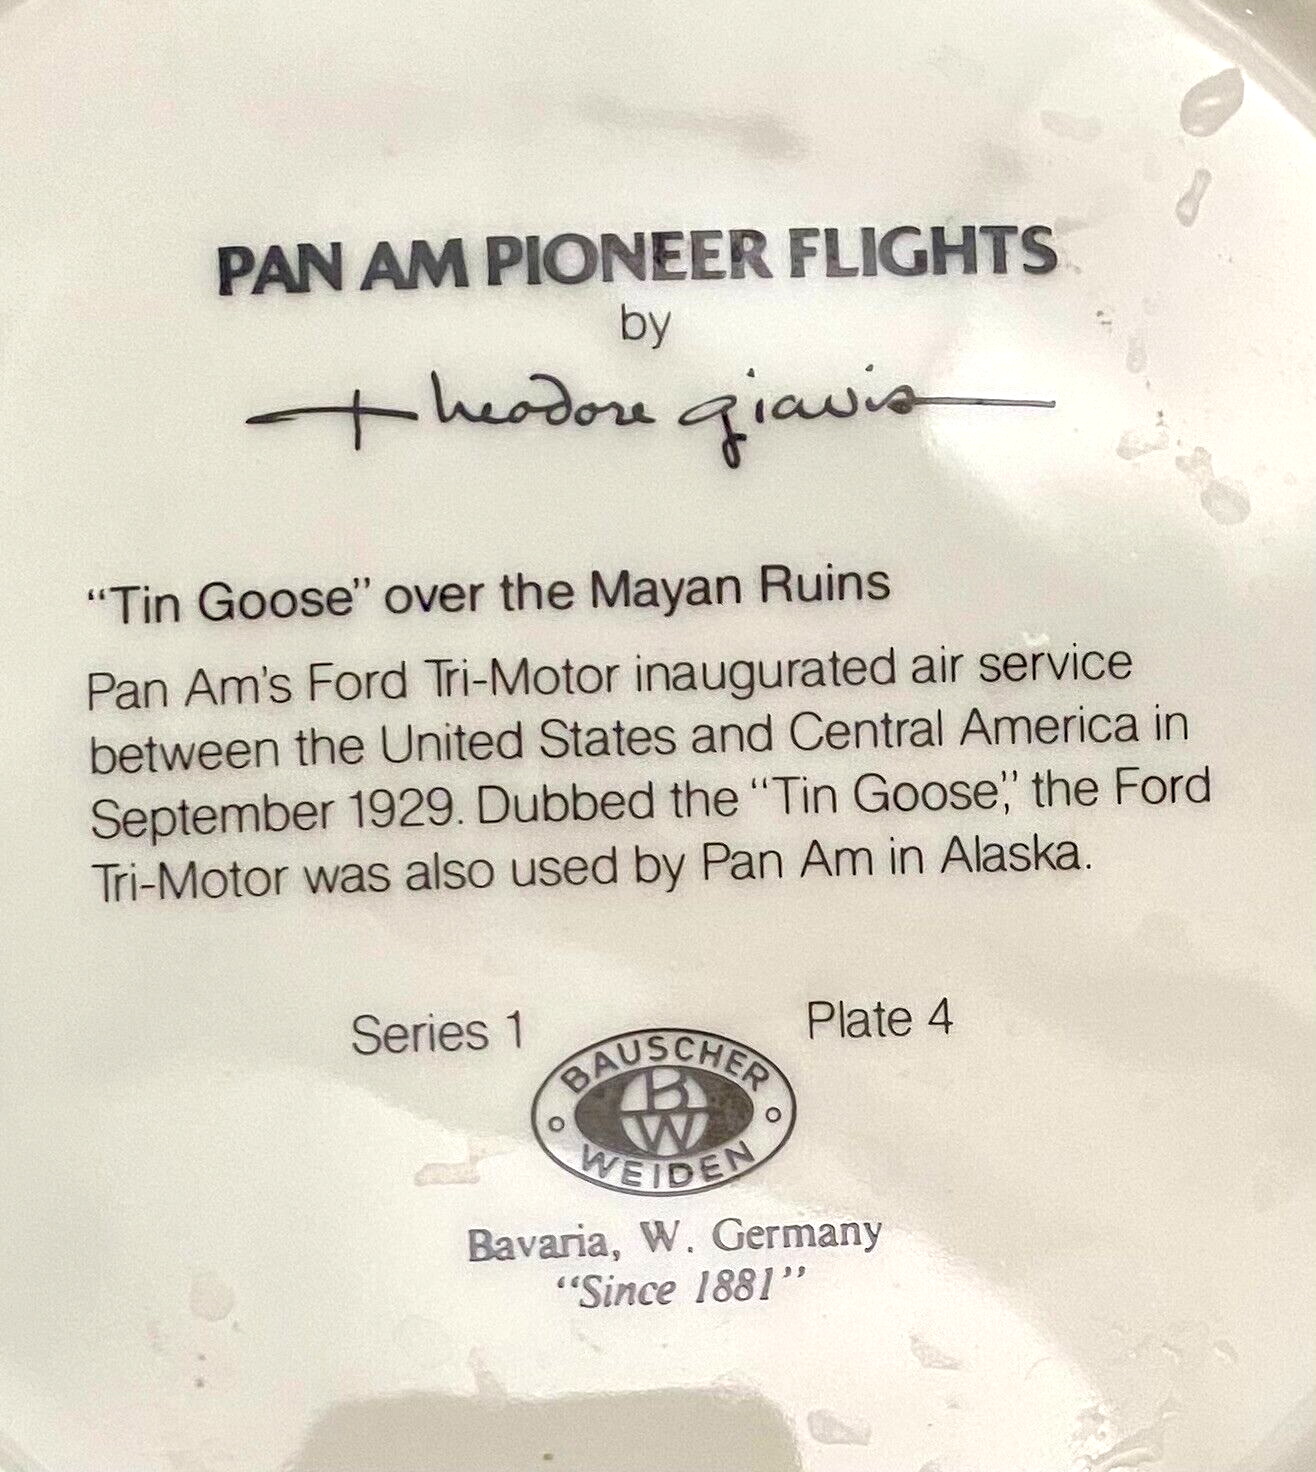 PAN AM PIONEER FLIGHTS
by
Theodore Giavis
“Tin Goose” over the Mayan Ruins
Pan Am's Ford Tri-Motor inaugurated air service
between the United States and Central America in
September 1929. Dubbed the “Tin Goose,” the Ford
Tri-Motor was also used by Pan Am in Alaska.
Series 1
Plate 4
BAUSCHER
B
W
WEIDEN
Bavaria, W. Germany
“Since 1881”